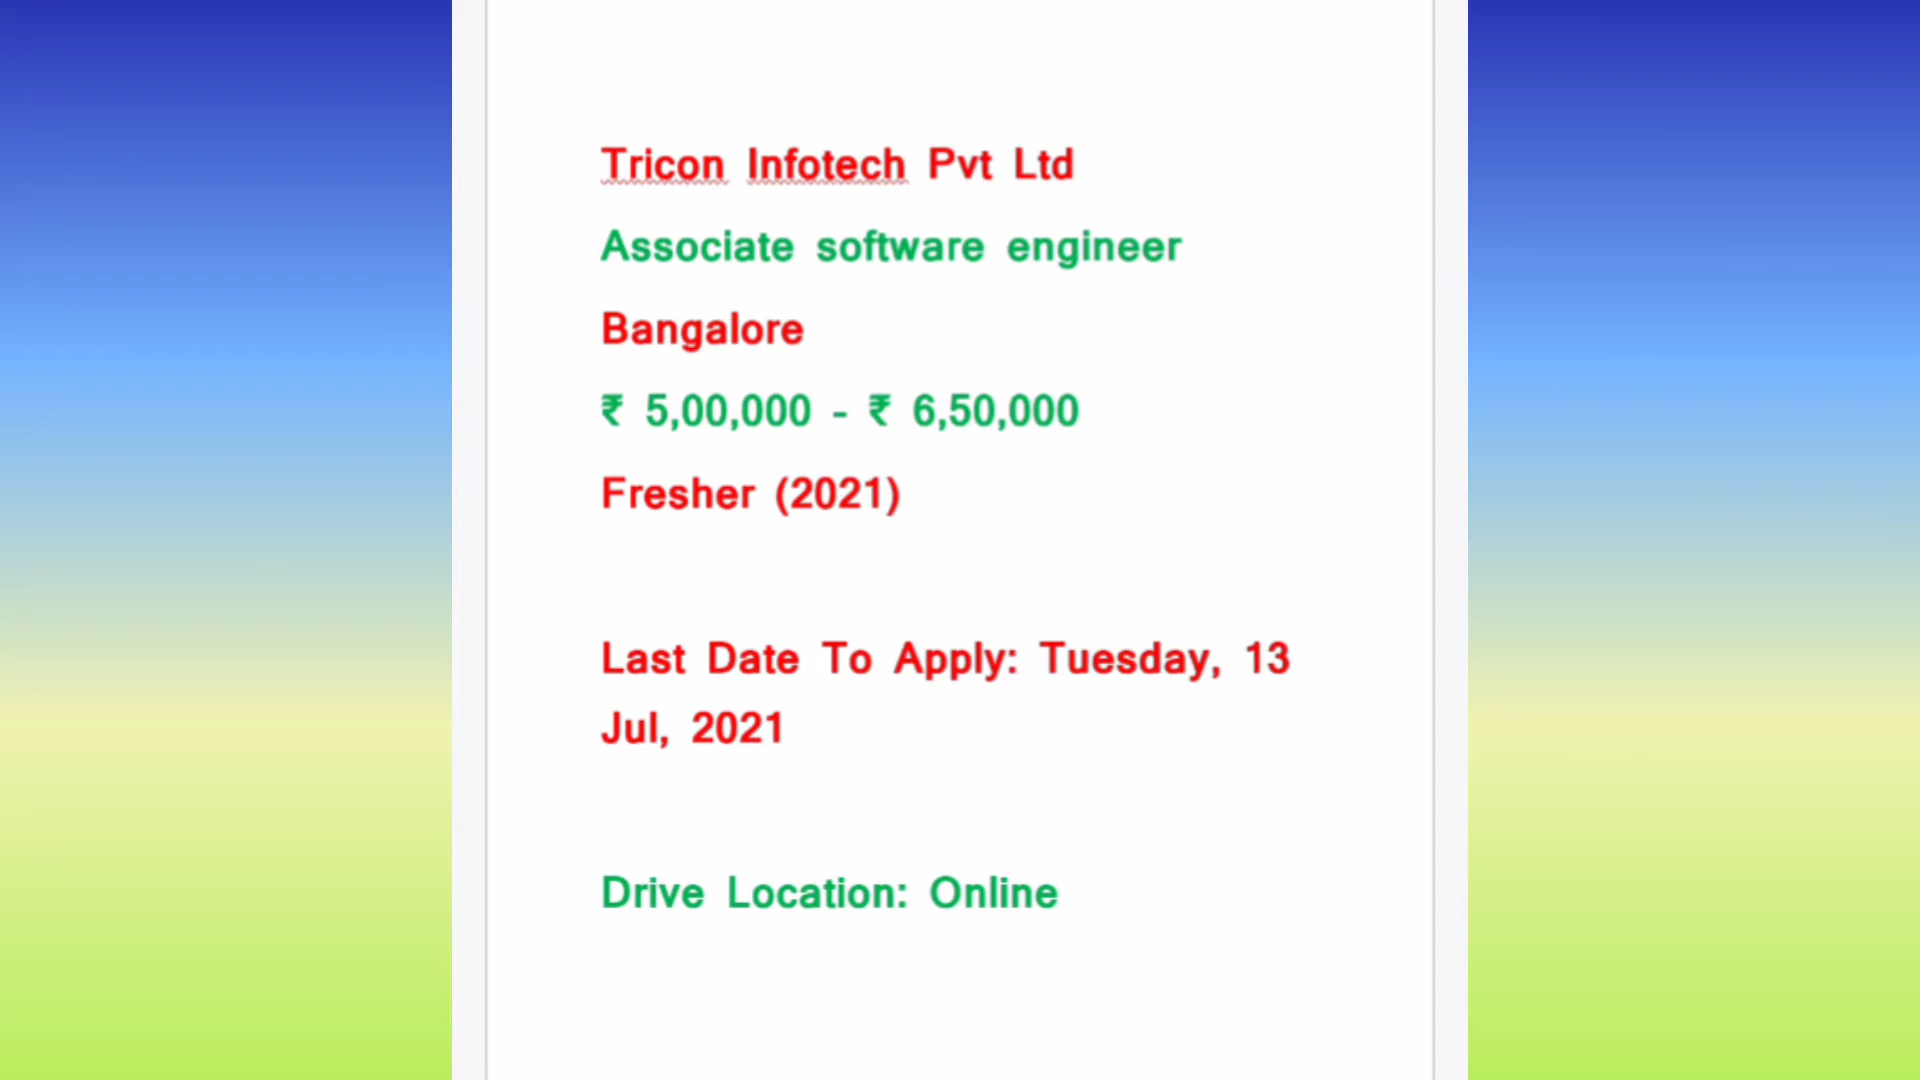 Tricon Infotech Pvt Ltd
Associate software engineer
Bangalore
₹ 5,00,000 - ₹ 6,50,000
Fresher (2021)
Last Date To Apply: Tuesday, 13
Jul, 2021
Drive Location: Online